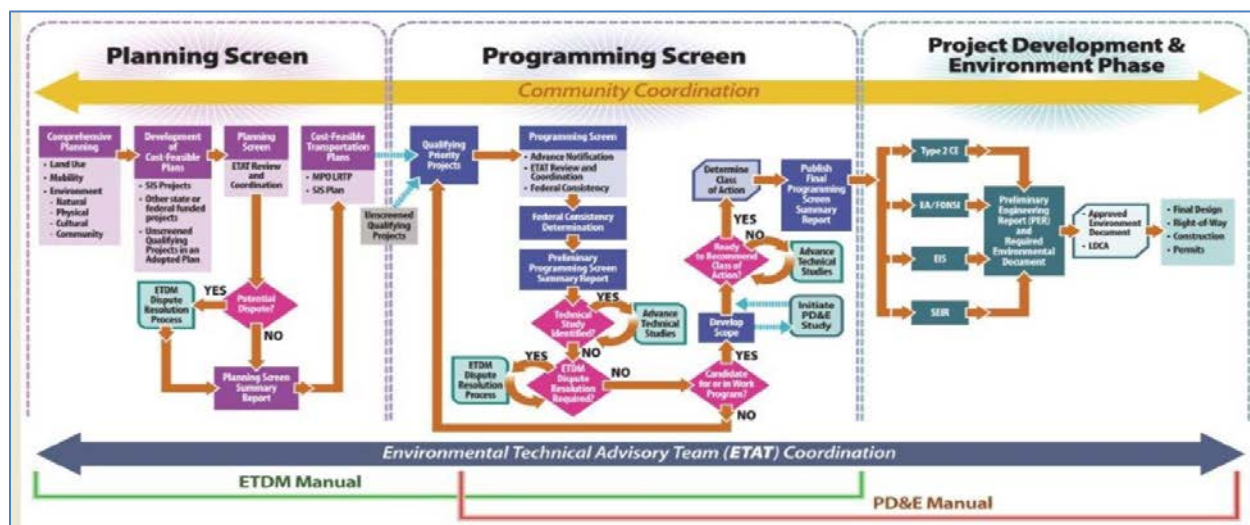 Planning Screen
Programming Screen
Project Development &
Environment Phase
Community Coordination
Comprehensive
Planning
• Land Use
• Mobility
• Environment
- Natural
- Physical
- Cultural
- Community
Development
of
Cost-Feasible
Plans
• SIS Projects
• Other state or
federal funded
projects
• Unscreened
Qualifying
Projects in an
Adopted Plan
Planning
Screen
ETAT Review
and
Coordination
Cost-Feasible
Transportation
Plans
• MPO LRTP
• SIS Plan
Potential
Dispute?
YES
NO
ETDM
Dispute
Resolution
Process
Planning Screen
Summary
Report
Qualifying
Priority
Projects
Unscreened
Qualifying
Projects
Programming
Screen
• Advance Notification
• ETAT Review and
Coordination
• Federal Consistency
Federal Consistency
Determination
Preliminary
Programming Screen
Summary Report
Technical
Study
Identified?
YES
NO
Advance
Technical
Studies
ETDM
Dispute
Resolution
Required?
YES
NO
ETDM
Dispute
Resolution
Process
Candidate
for or in Work
Program?
YES
NO
Develop
Scope
Initiate
PD&E
Study
Ready
to Recommend
Class of
Action?
YES
NO
Advance
Technical
Studies
Determine
Class
of Action
Publish
Final
Programming
Screen
Summary
Report
Type 2 CE
EA/FONSI
EIS
SEIR
Preliminary
Engineering
Report (PER)
and
Required
Environmental
Document
• Approved
Environment
Document
• LDCA
• Final Design
• Right-of-Way
• Construction
• Permits
Environmental Technical Advisory Team (ETAT) Coordination
ETDM Manual
PD&E Manual